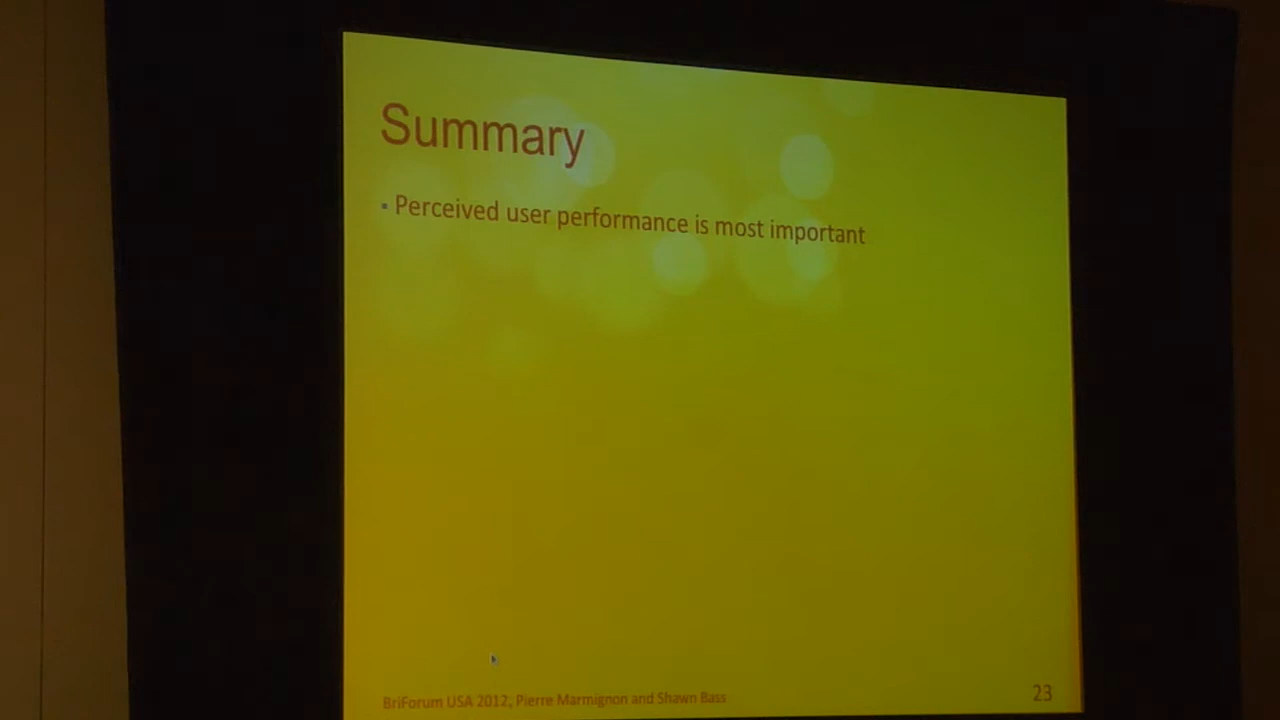 Summary
▪ Perceived user performance is most important
BriForum USA 2012, Pierre Marmignon and Shawn Bass
23